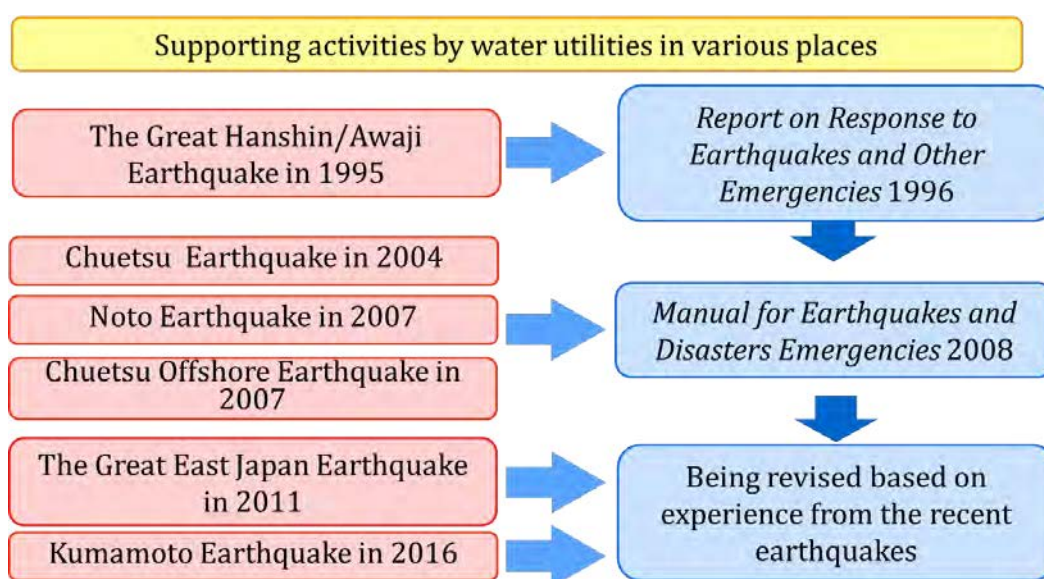 Supporting activities by water utilities in various places
The Great Hanshin/Awaji
Earthquake in 1995
Report on Response to
Earthquakes and Other
Emergencies 1996
Chuetsu Earthquake in 2004
Noto Earthquake in 2007
Chuetsu Offshore Earthquake in
2007
Manual for Earthquakes and
Disasters Emergencies 2008
The Great East Japan Earthquake
in 2011
Kumamoto Earthquake in 2016
Being revised based on
experience from the recent
earthquakes